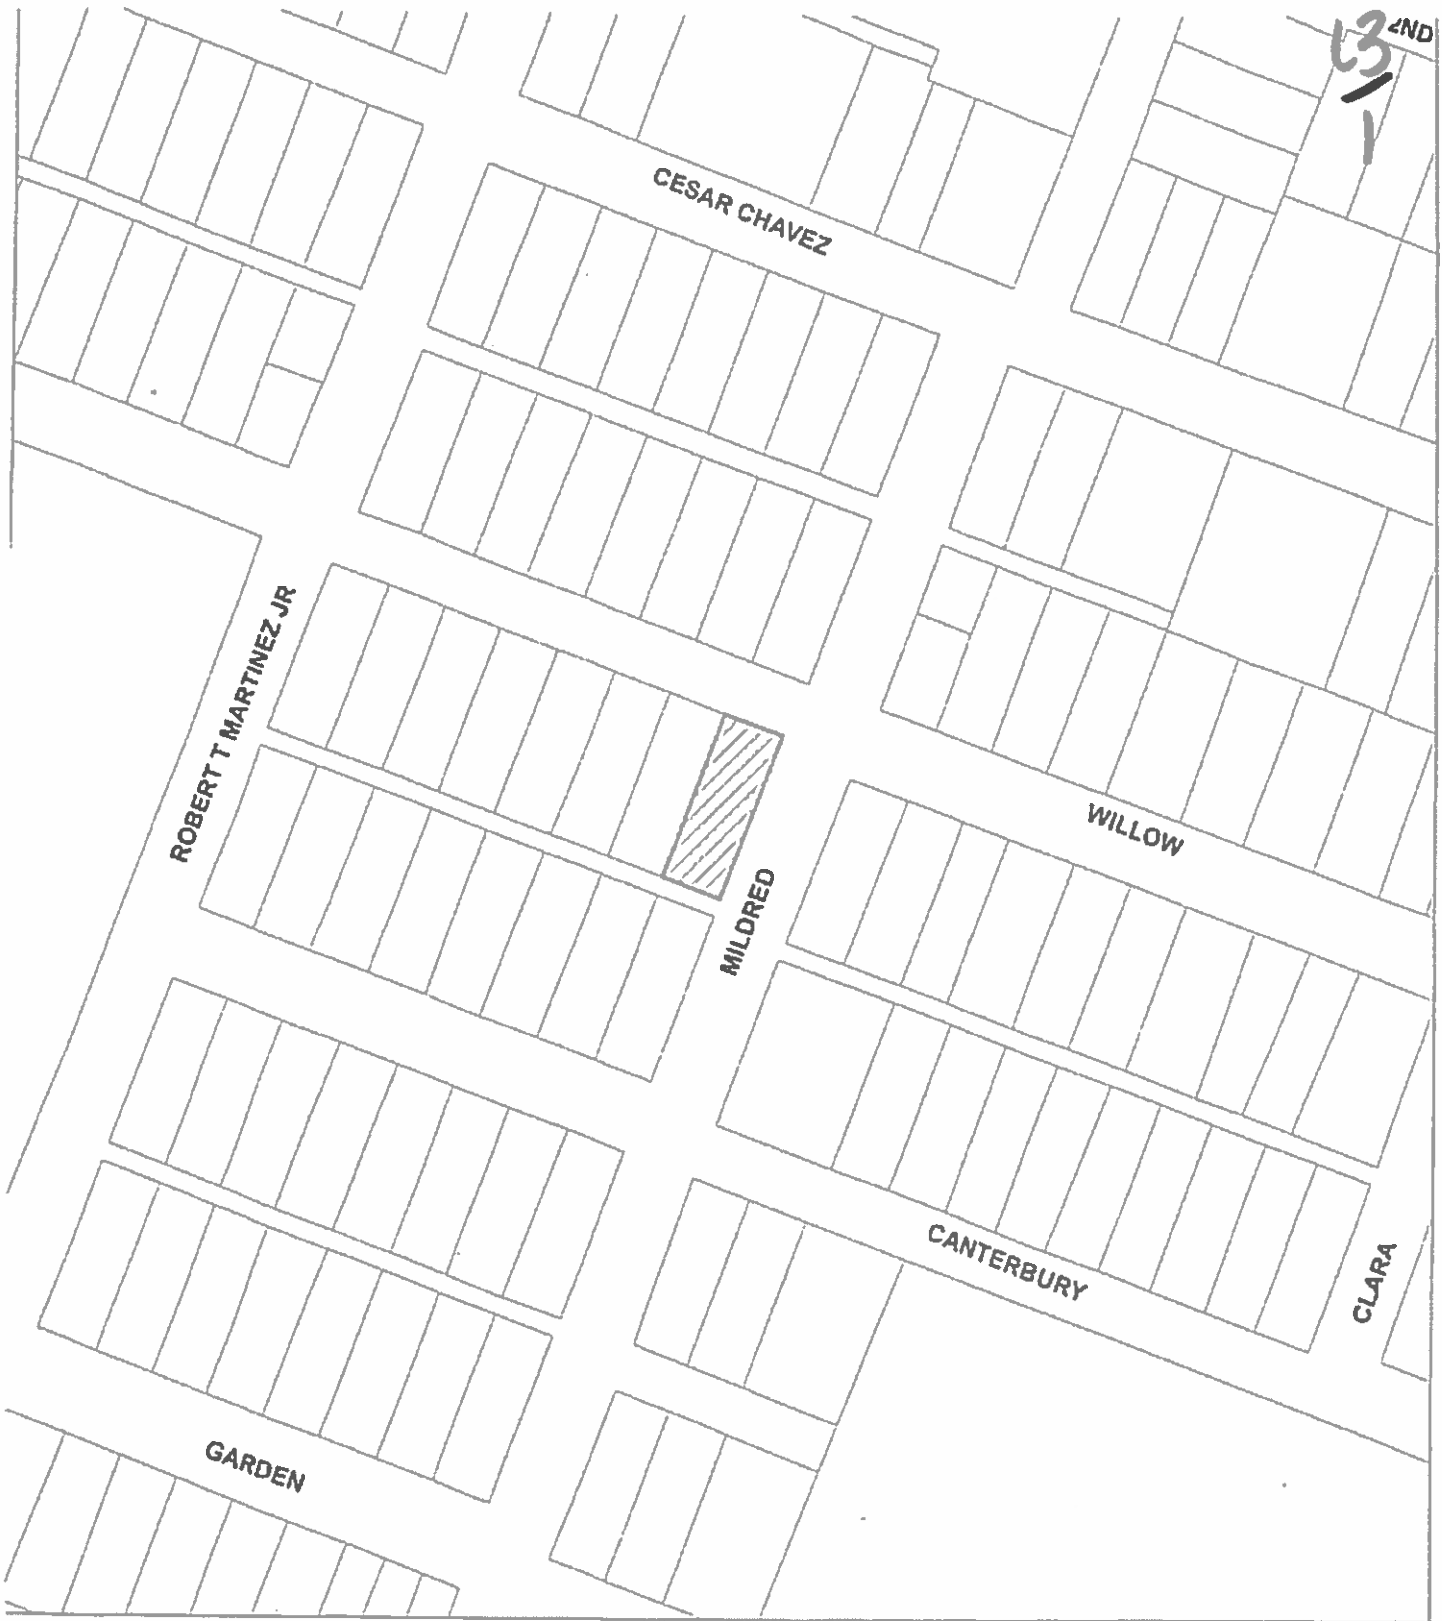 2ND
L3
1
CESAR CHAVEZ
ROBERT T MARTINEZ JR
WILLOW
MILDRED
CANTERBURY
CLARA
GARDEN